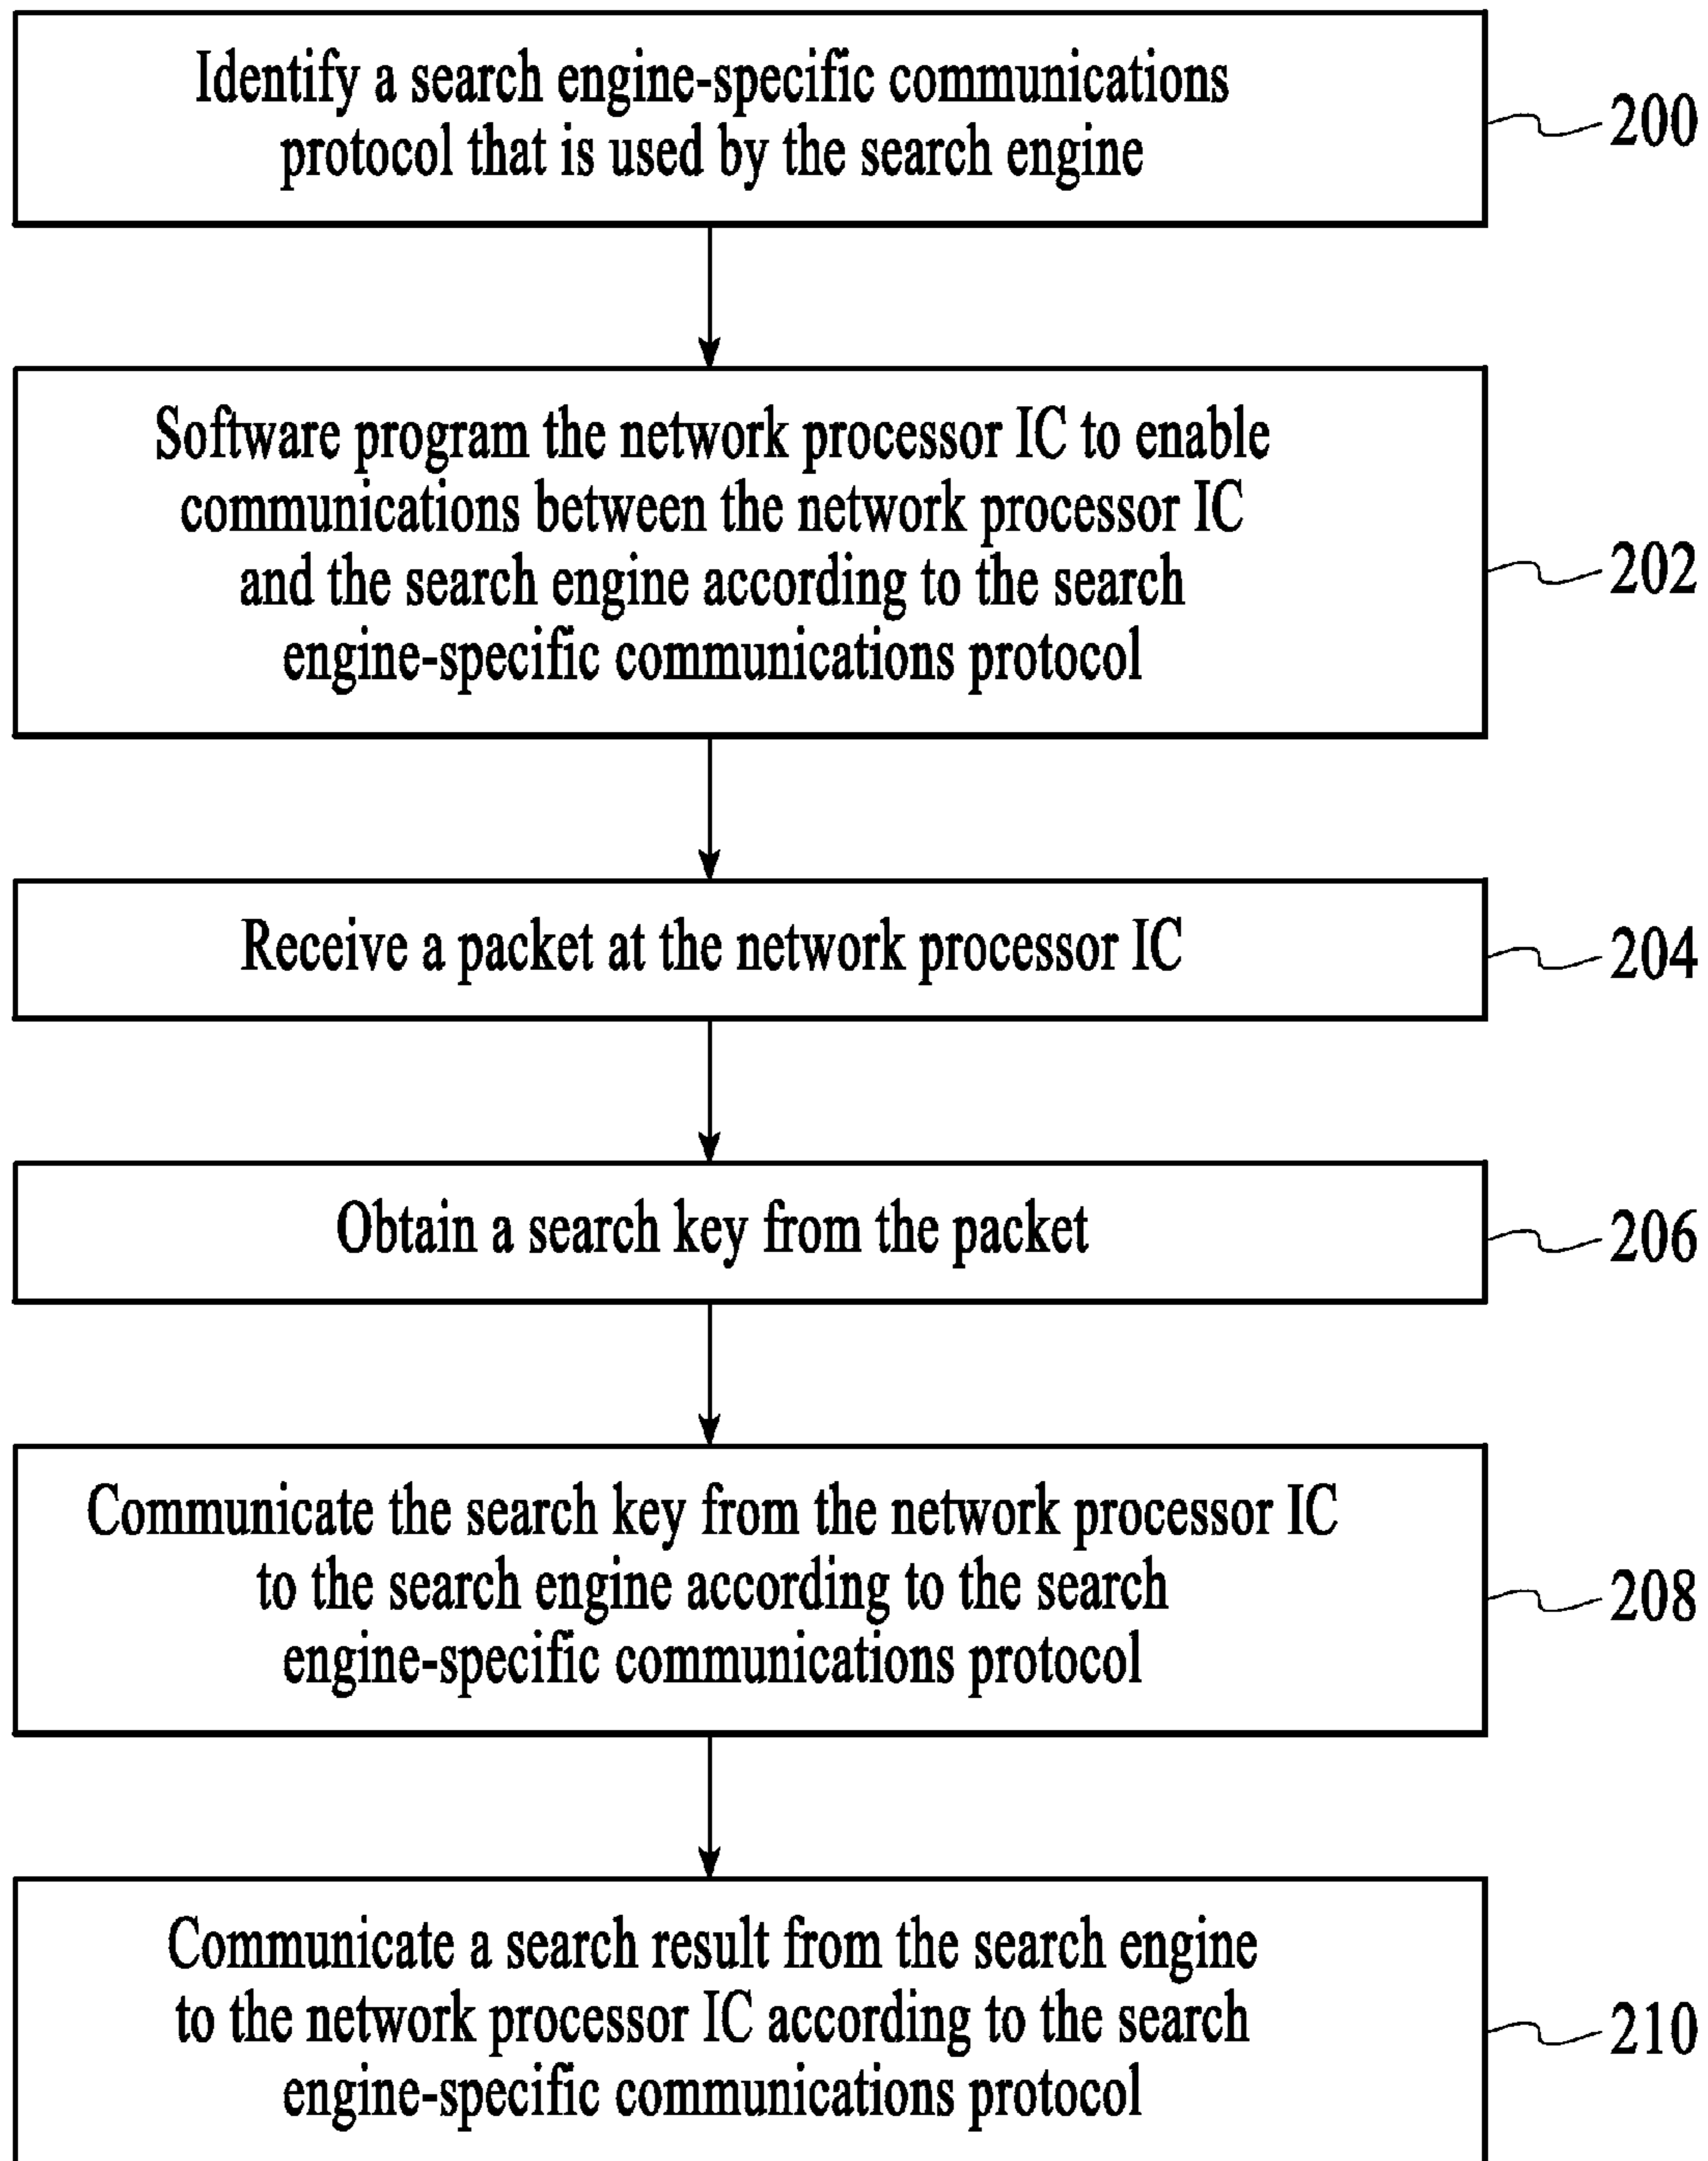 Identify a search engine-specific communications
protocol that is used by the search engine
200
Software program the network processor IC to enable
communications between the network processor IC
and the search engine according to the search
engine-specific communications protocol
202
Receive a packet at the network processor IC
204
Obtain a search key from the packet
206
Communicate the search key from the network processor IC
to the search engine according to the search
engine-specific communications protocol
208
Communicate a search result from the search engine
to the network processor IC according to the search
engine-specific communications protocol
210